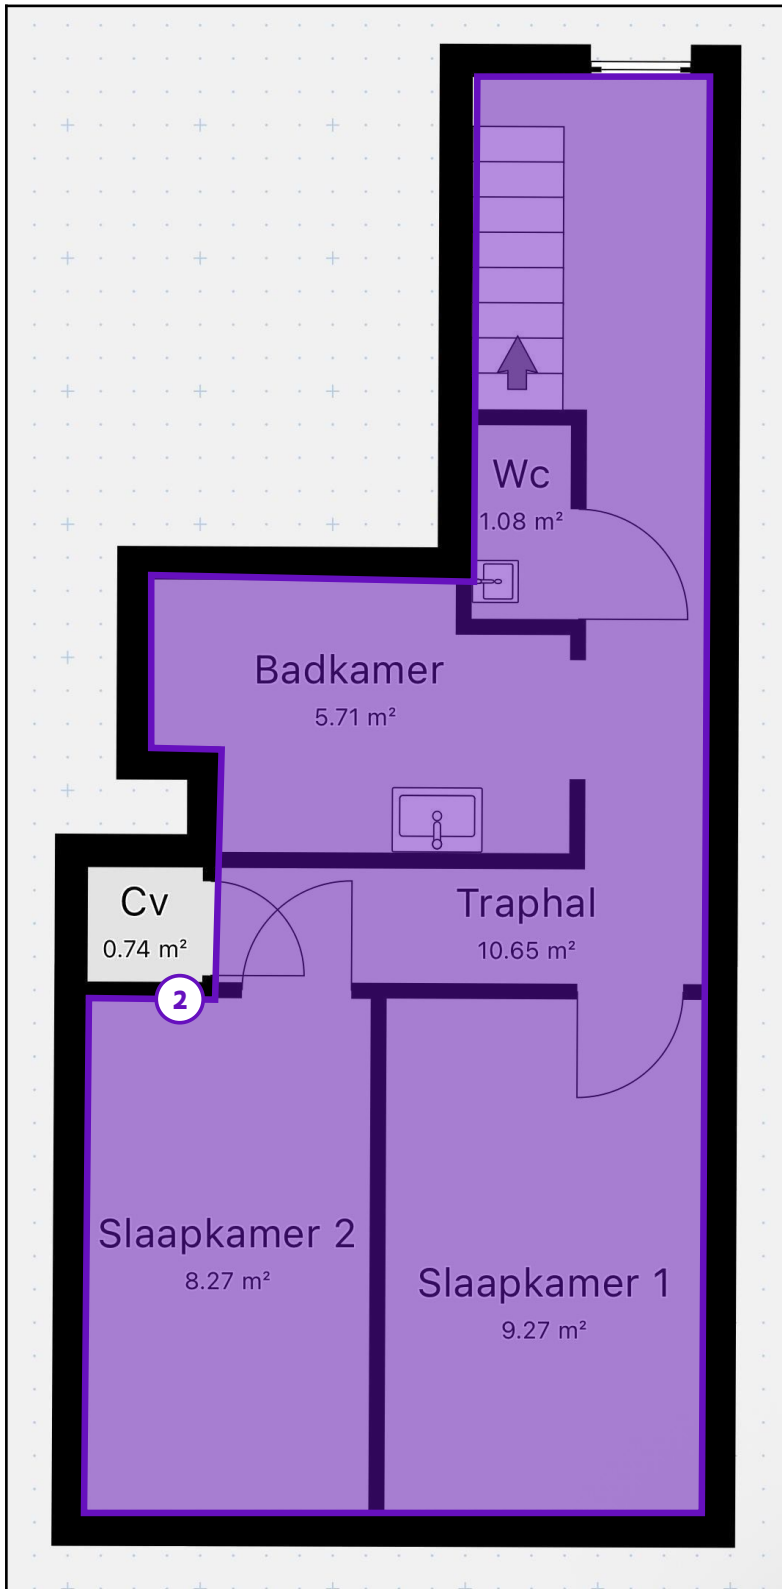 Wc
1.08 m²
Badkamer
5.71 m²
Cv
0.74 m²
Traphal
10.65 m²
2
Slaapkamer 2
8.27 m²
Slaapkamer 1
9.27 m²